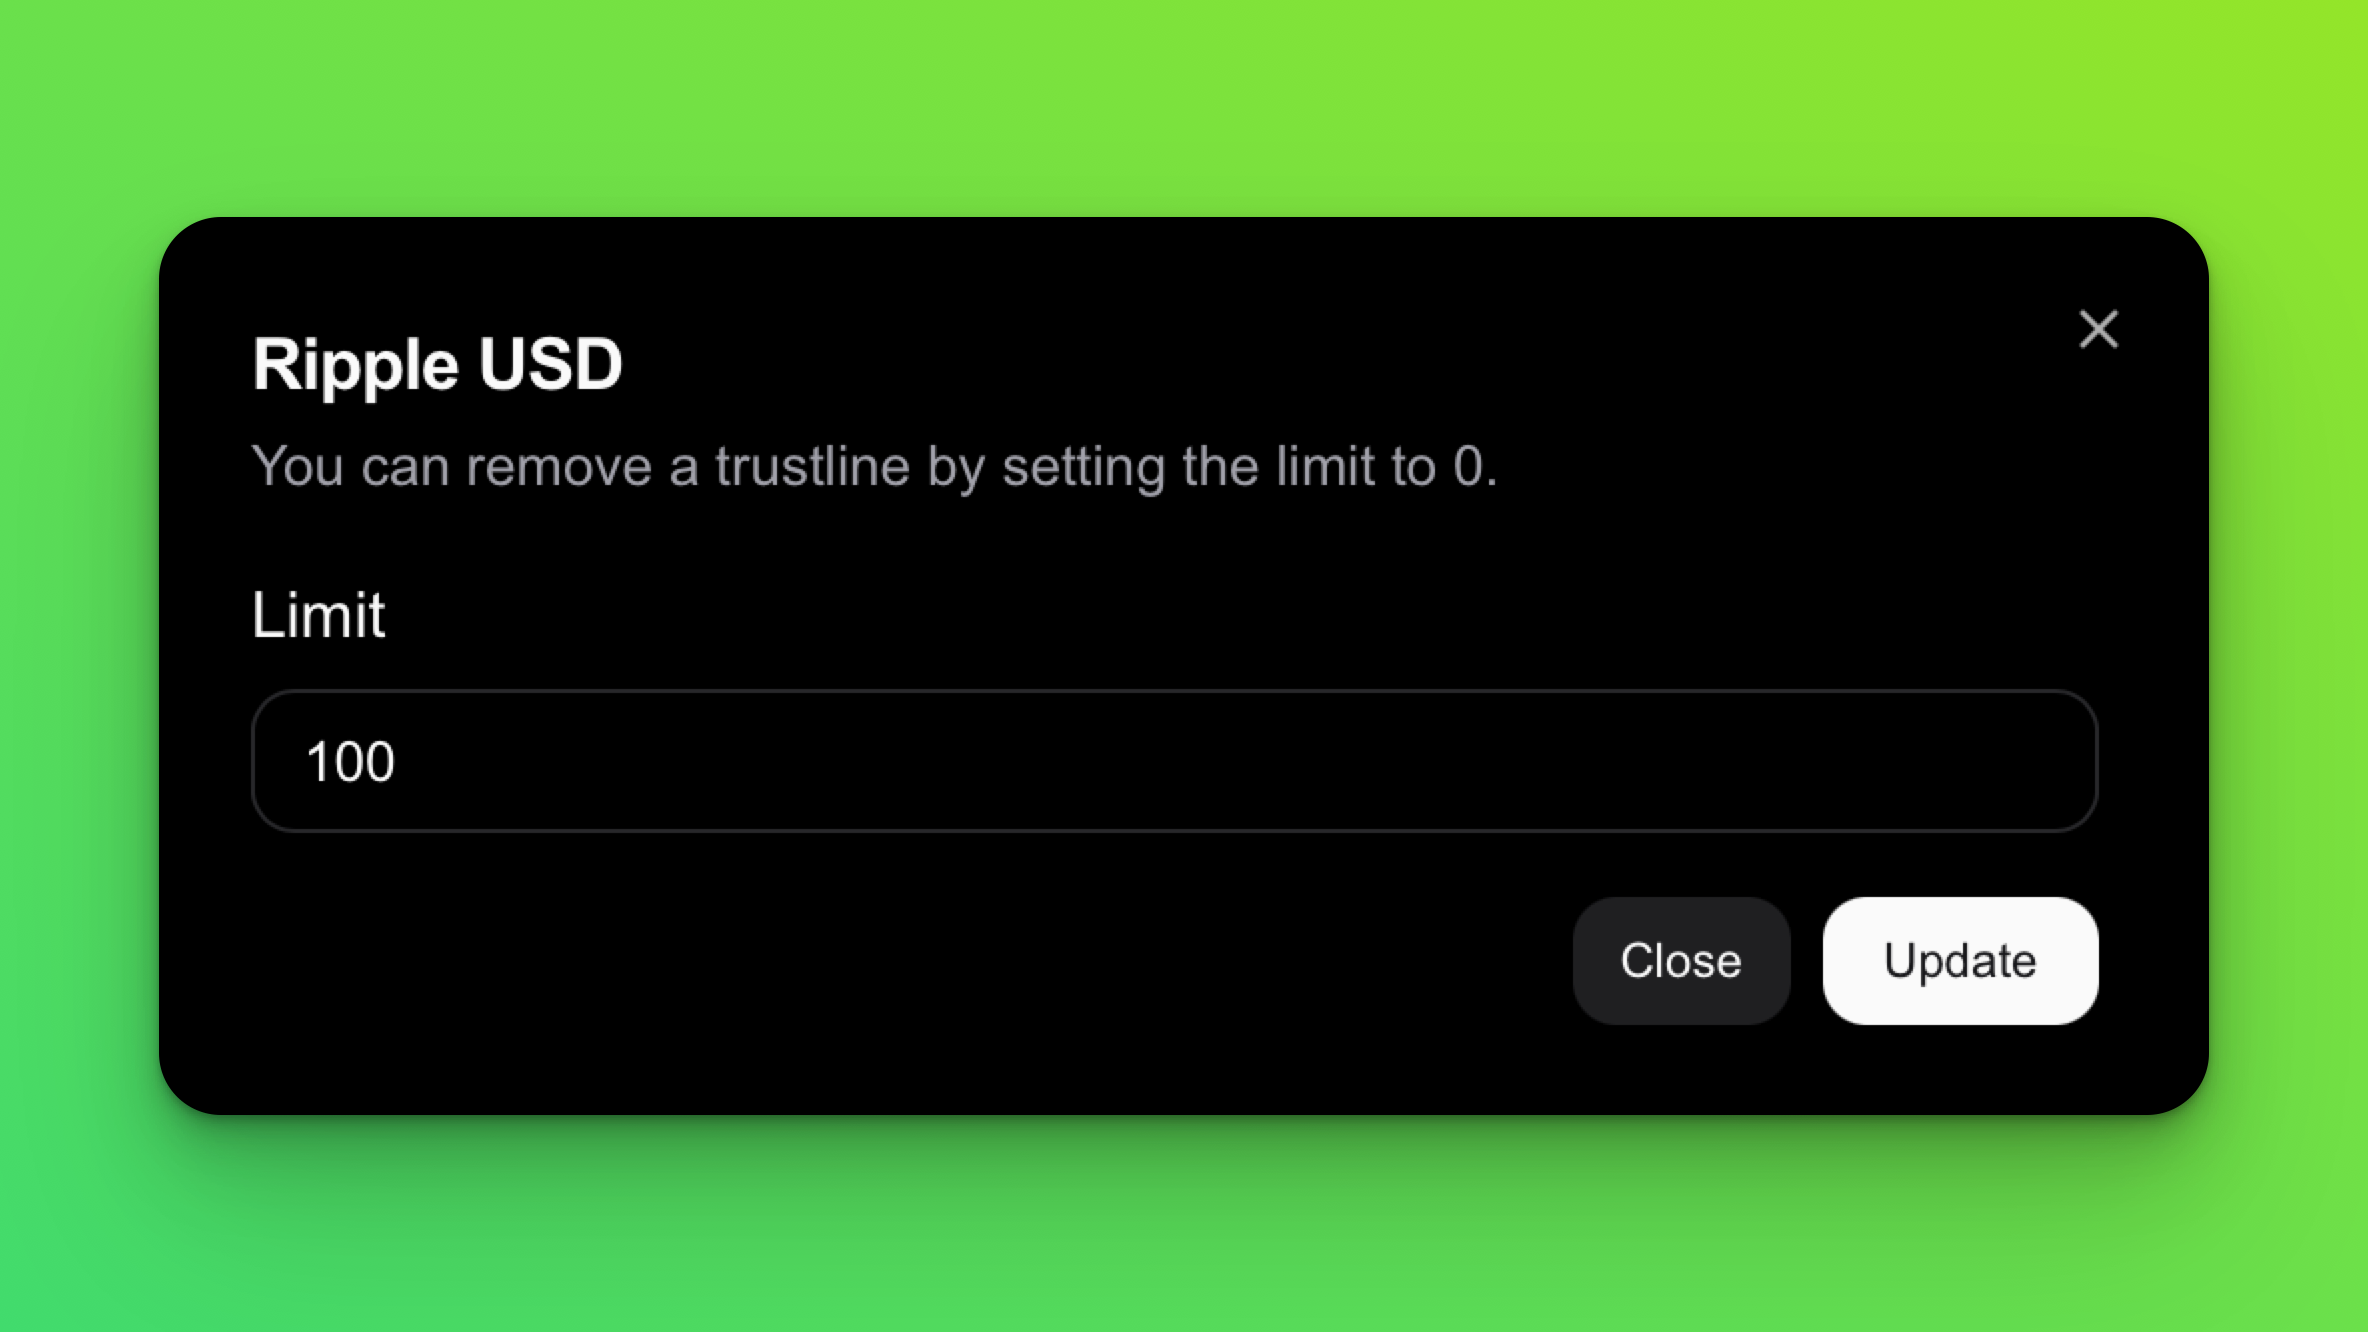 Ripple USD
You can remove a trustline by setting the limit to 0.
Limit
100
Close
Update